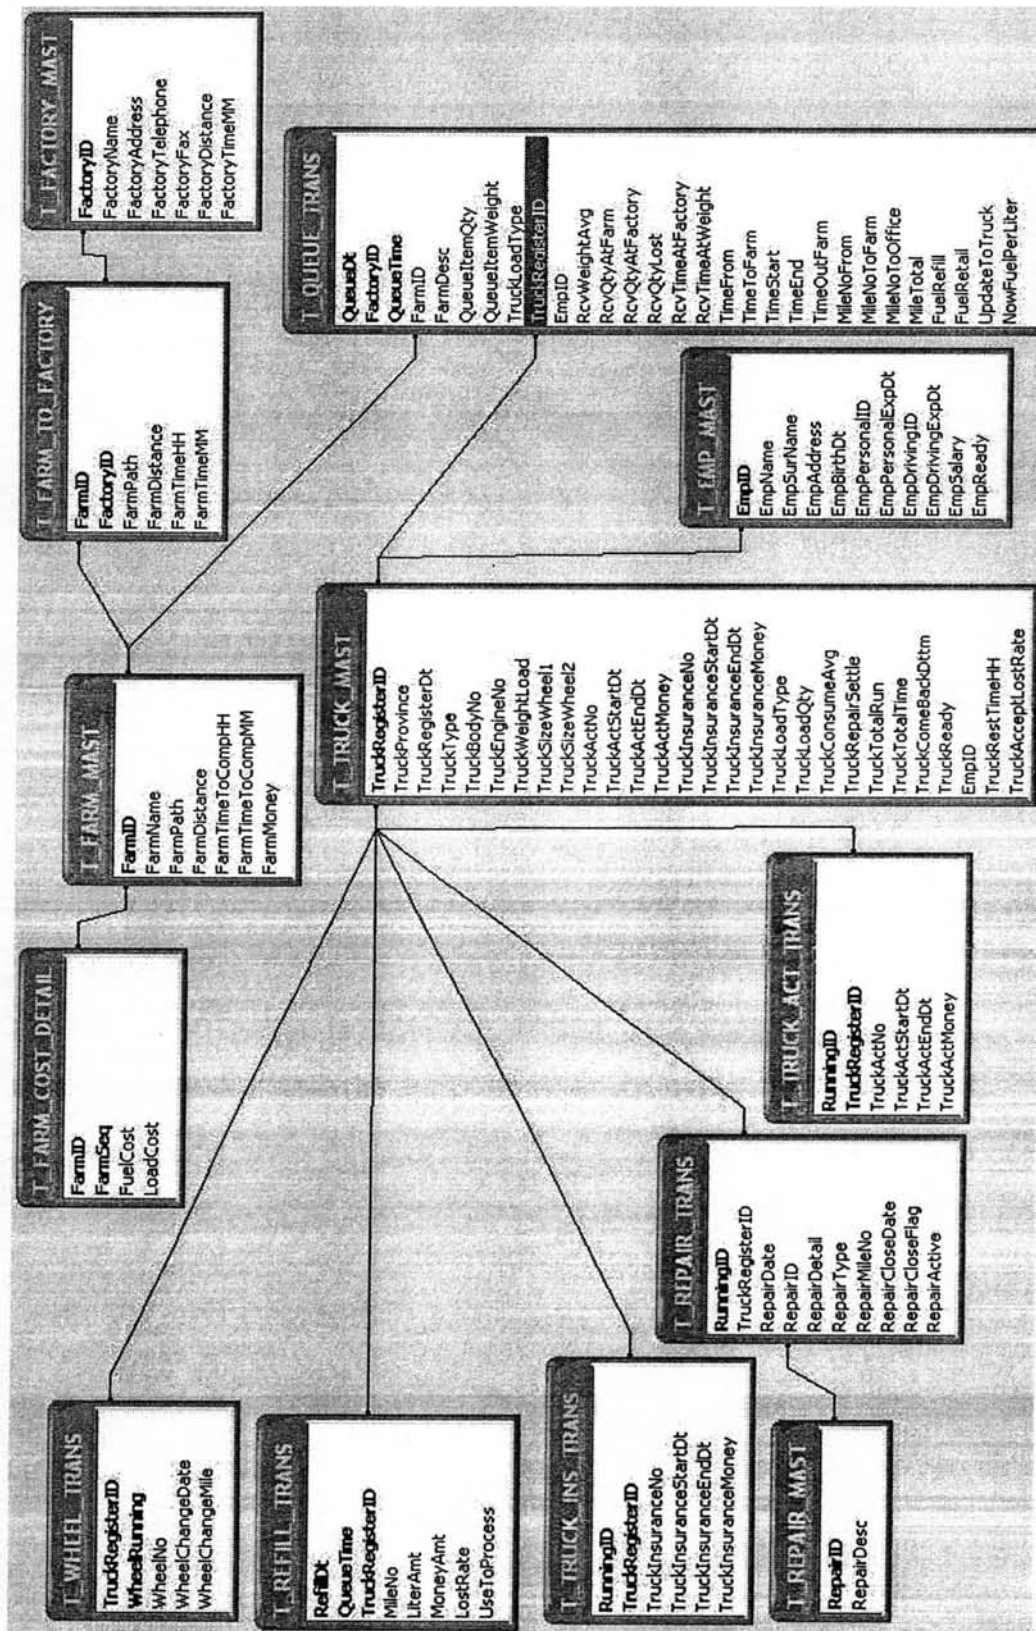 T_WHEEL_TRANS
TruckRegisterID
WheelRunning
WheelNo
WheelChangeDate
WheelChangeMile
T_FARM_COST_DETAIL
FarmID
FarmSeq
FuelCost
LoadCost
T_FARM_MAST
FarmID
FarmName
FarmPath
FarmDistance
FarmTimeToCompHH
FarmTimeToCompMM
FarmMoney
T_FARM_TO_FACTORY
FarmID
FactoryID
FarmPath
FarmDistance
FarmTimeHH
FarmTimeMM
T_FACTORY_MAST
FactoryID
FactoryName
FactoryAddress
FactoryTelephone
FactoryFax
FactoryDistance
FactoryTimeMM
T_REFILL_TRANS
RefillDt
QueueTime
TruckRegisterID
MileNo
LiterAmt
MoneyAmt
LostRate
UseToProcess
T_TRUCK_MAST
TruckRegisterID
TruckProvince
TruckRegisterDt
TruckType
TruckBodyNo
TruckEngineNo
TruckWeightLoad
TruckSizeWheel1
TruckSizeWheel2
TruckActNo
TruckActStartDt
TruckActEndDt
TruckActMoney
TruckInsuranceNo
TruckInsuranceStartDt
TruckInsuranceEndDt
TruckInsuranceMoney
TruckLoadType
TruckLoadQty
TruckConsumeAvg
TruckRepairSettle
TruckTotalRun
TruckTotalTime
TruckComeBackDttm
TruckReady
EmpID
TruckRestTimeHH
TruckAcceptLostRate
T_QUEUE_TRANS
QueueDt
FactoryID
QueueTime
FarmID
FarmDesc
QueueItemQty
QueueItemWeight
TruckLoadType
TruckRegisterID
EmpID
RcvWeightAvg
RcvQtyAtFarm
RcvQtyAtFactory
RcvQtyLost
RcvTimeAtFactory
RcvTimeAtWeight
TimeFrom
TimeToFarm
TimeStart
TimeEnd
TimeOutFarm
MileNoFrom
MileNoToFarm
MileNoToOffice
MileTotal
FuelRefill
FuelRetail
UpdateToTruck
NowFuelPerLiter
T_TRUCK_INS_TRANS
RunningID
TruckRegisterID
TruckInsuranceNo
TruckInsuranceStartDt
TruckInsuranceEndDt
TruckInsuranceMoney
T_REPAIR_TRANS
RunningID
TruckRegisterID
RepairDate
RepairID
RepairDetail
RepairType
RepairMileNo
RepairCloseDate
RepairCloseFlag
RepairActive
T_TRUCK_ACT_TRANS
RunningID
TruckRegisterID
TruckActNo
TruckActStartDt
TruckActEndDt
TruckActMoney
T_EMP_MAST
EmpID
EmpName
EmpSurName
EmpAddress
EmpBirthDt
EmpPersonalID
EmpPersonalExpDt
EmpDrivingID
EmpDrivingExpDt
EmpSalary
EmpReady
T_REPAIR_MAST
RepairID
RepairDesc